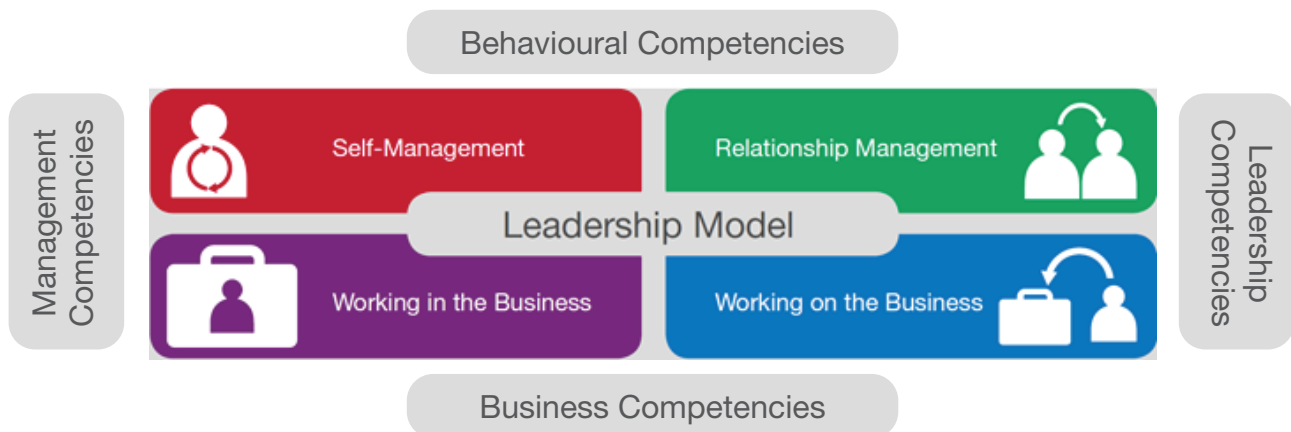 Behavioural Competencies
Management
Competencies
Self-Management
Relationship Management
Leadership
Competencies
Leadership Model
Working in the Business
Working on the Business
Business Competencies